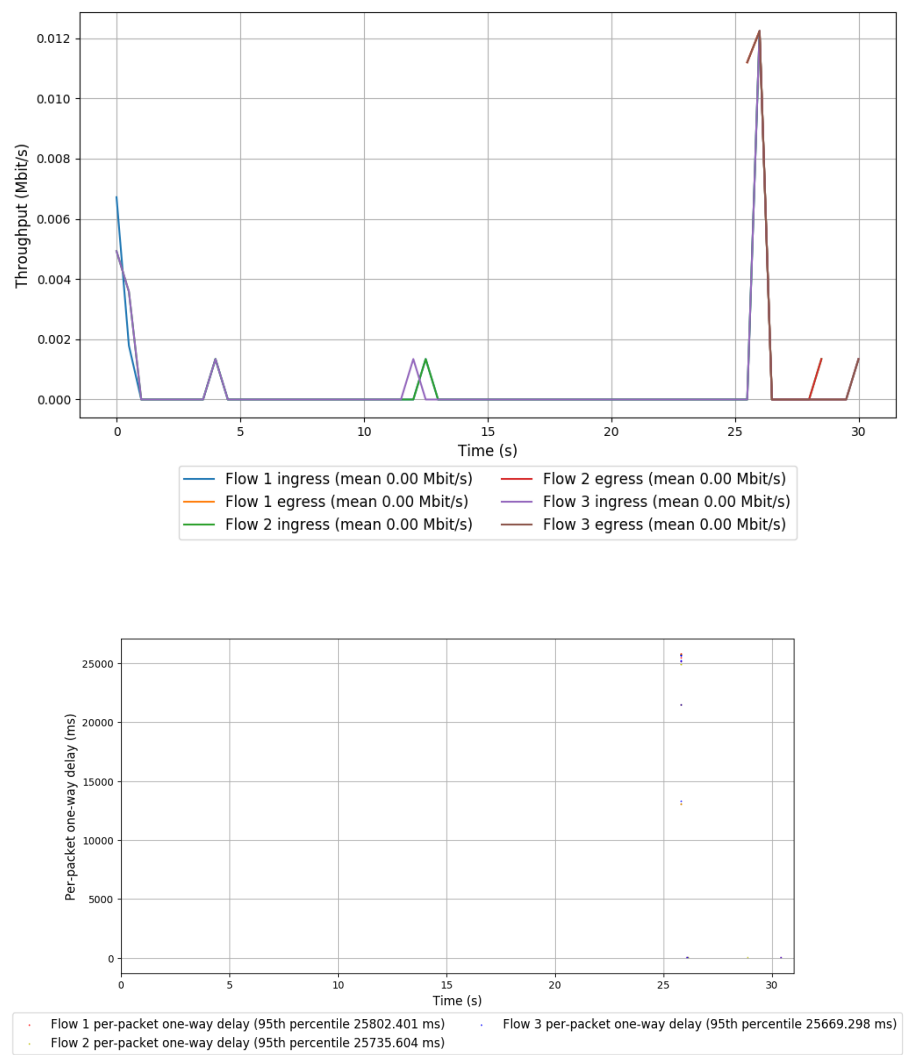 0.012
0.010
0.008
0.006
0.004
0.002
0.000
Throughput (Mbit/s)
0 5 10 15 20 25 30
Time (s)
Flow 1 ingress (mean 0.00 Mbit/s) Flow 2 egress (mean 0.00 Mbit/s)
Flow 1 egress (mean 0.00 Mbit/s) Flow 3 ingress (mean 0.00 Mbit/s)
Flow 2 ingress (mean 0.00 Mbit/s) Flow 3 egress (mean 0.00 Mbit/s)
25000
20000
15000
10000
5000
0
Per-packet one-way delay (ms)
0 5 10 15 20 25 30
Time (s)
Flow 1 per-packet one-way delay (95th percentile 25802.401 ms) Flow 3 per-packet one-way delay (95th percentile 25669.298 ms)
Flow 2 per-packet one-way delay (95th percentile 25735.604 ms)